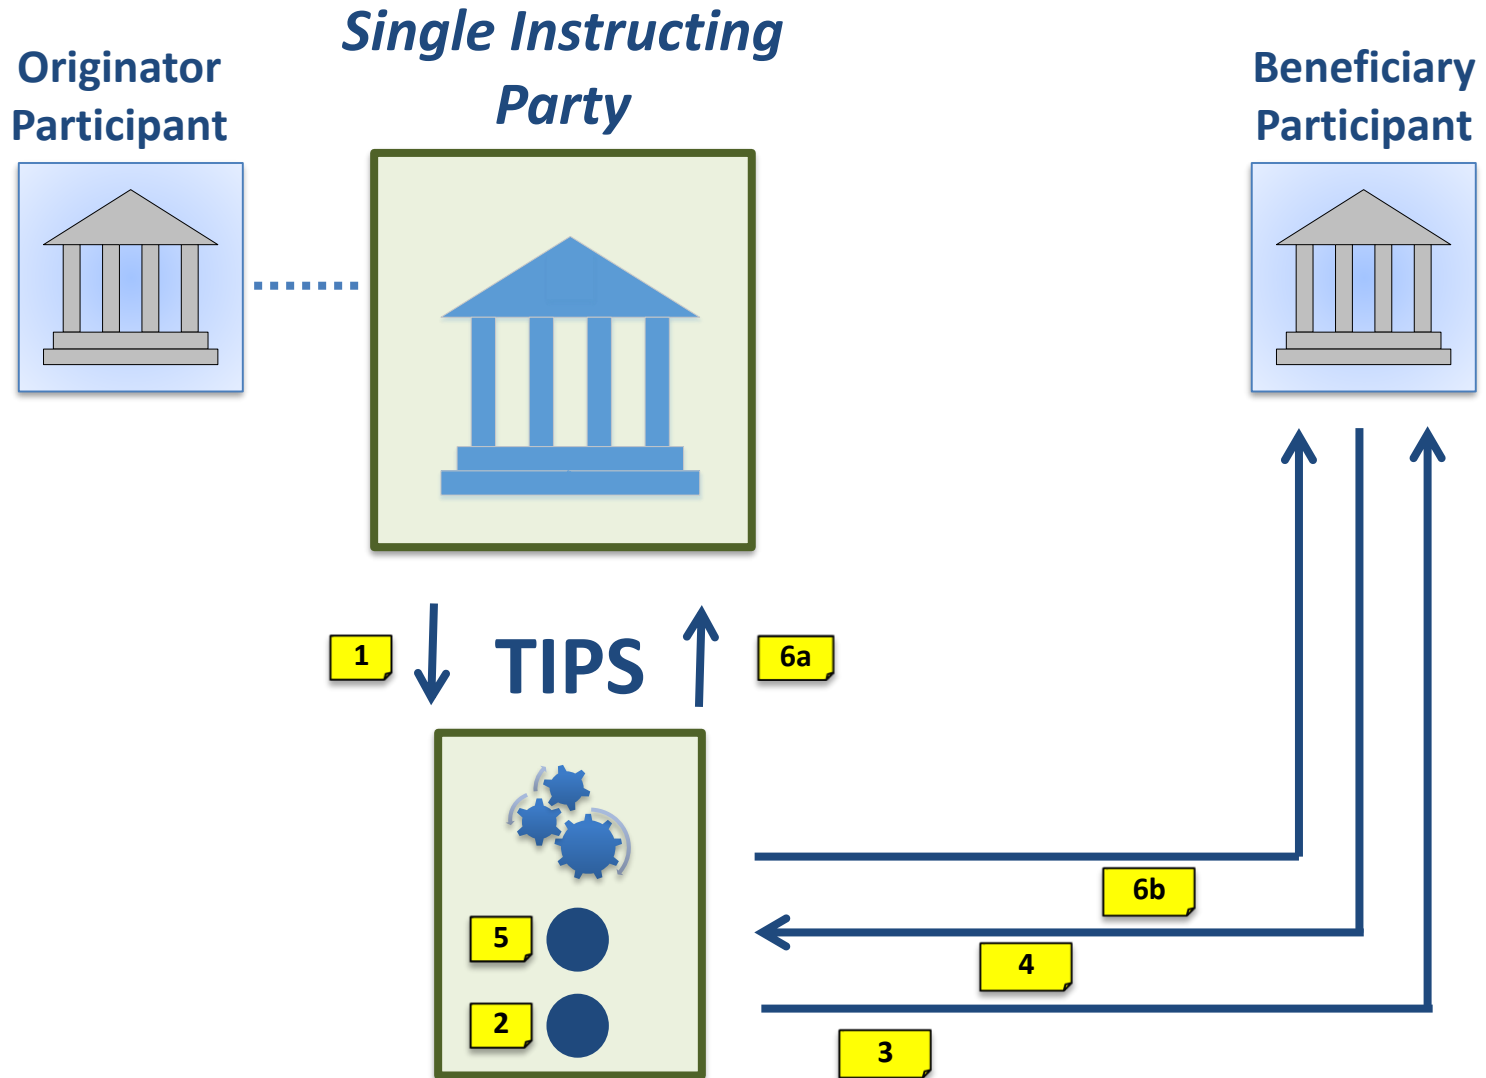 Single Instructing
Party
Originator
Participant
Beneficiary
Participant
1
TIPS
6a
6b
5
4
2
3